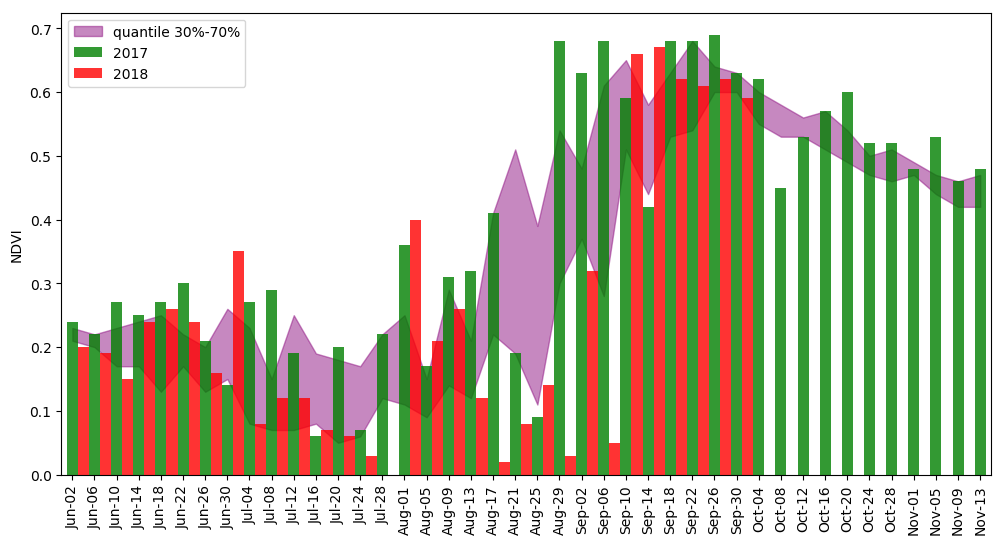 quantile 30%-70%
2017
2018
NDVI
0.7
0.6
0.5
0.4
0.3
0.2
0.1
0.0
Jun-02
Jun-06
Jun-10
Jun-14
Jun-18
Jun-22
Jun-26
Jun-30
Jul-04
Jul-08
Jul-12
Jul-16
Jul-20
Jul-24
Jul-28
Aug-01
Aug-05
Aug-09
Aug-13
Aug-17
Aug-21
Aug-25
Aug-29
Sep-02
Sep-06
Sep-10
Sep-14
Sep-18
Sep-22
Sep-26
Sep-30
Oct-04
Oct-08
Oct-12
Oct-16
Oct-20
Oct-24
Oct-28
Nov-01
Nov-05
Nov-09
Nov-13